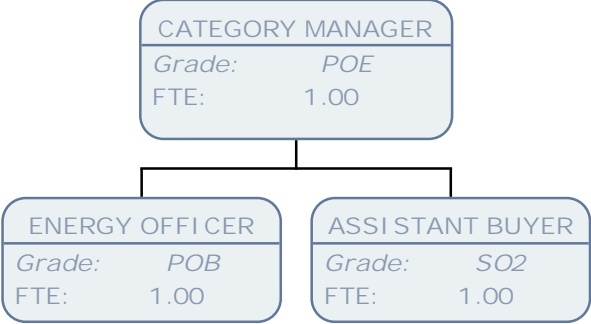 CATEGORY MANAGER
Grade: POE
FTE: 1.00
ENERGY OFFICER
Grade: POB
FTE: 1.00
ASSISTANT BUYER
Grade: SO2
FTE: 1.00